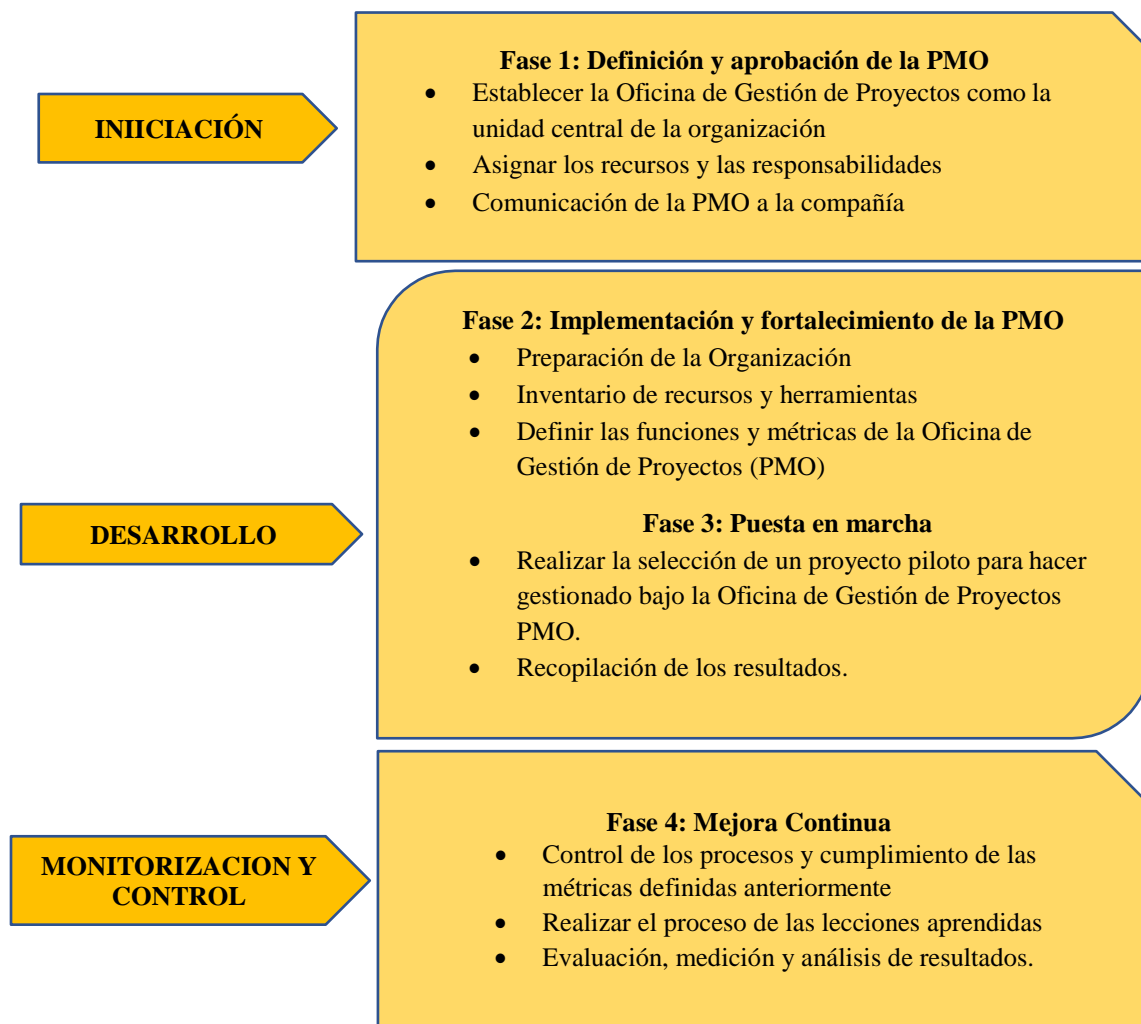 INIICIACIÓN
Fase 1: Definición y aprobación de la PMO
• Establecer la Oficina de Gestión de Proyectos como la
unidad central de la organización
• Asignar los recursos y las responsabilidades
• Comunicación de la PMO a la compañía
DESARROLLO
Fase 2: Implementación y fortalecimiento de la PMO
• Preparación de la Organización
• Inventario de recursos y herramientas
• Definir las funciones y métricas de la Oficina de
Gestión de Proyectos (PMO)
Fase 3: Puesta en marcha
• Realizar la selección de un proyecto piloto para hacer
gestionado bajo la Oficina de Gestión de Proyectos
PMO.
• Recopilación de los resultados.
MONITORIZACION Y
CONTROL
Fase 4: Mejora Continua
• Control de los procesos y cumplimiento de las
métricas definidas anteriormente
• Realizar el proceso de las lecciones aprendidas
• Evaluación, medición y análisis de resultados.